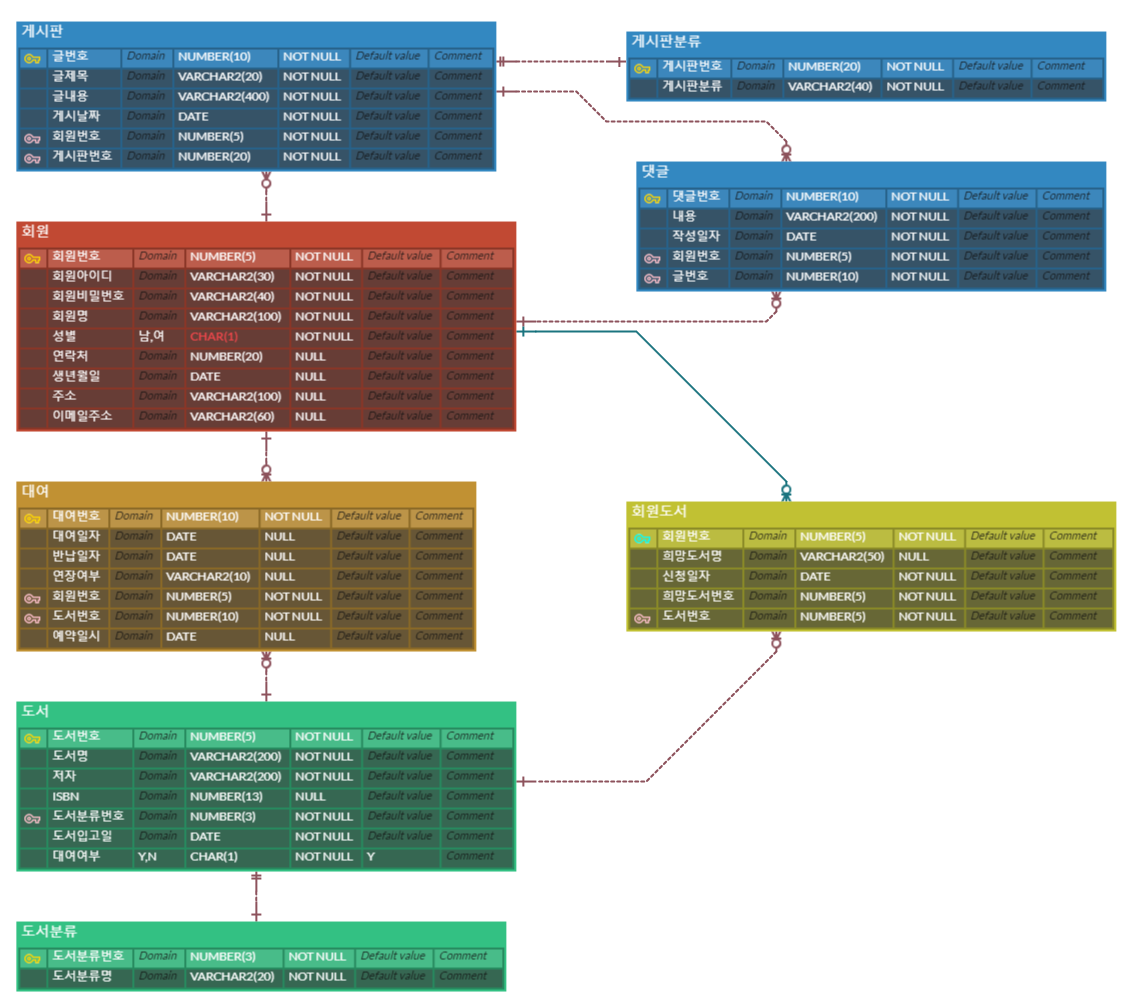 게시판
글번호 Domain NUMBER(10) NOT NULL Default value Comment
글제목 Domain VARCHAR2(20) NOT NULL Default value Comment
글내용 Domain VARCHAR2(400) NOT NULL Default value Comment
게시날짜 Domain DATE NOT NULL Default value Comment
회원번호 Domain NUMBER(5) NOT NULL Default value Comment
게시판번호 Domain NUMBER(20) NOT NULL Default value Comment
게시판분류
게시판번호 Domain NUMBER(20) NOT NULL Default value Comment
게시판분류 Domain VARCHAR2(40) NOT NULL Default value Comment
댓글
댓글번호 Domain NUMBER(10) NOT NULL Default value Comment
내용 Domain VARCHAR2(200) NOT NULL Default value Comment
작성일자 Domain DATE NOT NULL Default value Comment
회원번호 Domain NUMBER(5) NOT NULL Default value Comment
글번호 Domain NUMBER(10) NOT NULL Default value Comment
회원
회원번호 Domain NUMBER(5) NOT NULL Default value Comment
회원아이디 Domain VARCHAR2(30) NOT NULL Default value Comment
회원비밀번호 Domain VARCHAR2(40) NOT NULL Default value Comment
회원명 Domain VARCHAR2(100) NOT NULL Default value Comment
성별 남,여 CHAR(1) NOT NULL Default value Comment
연락처 Domain NUMBER(20) NULL Default value Comment
생년월일 Domain DATE NULL Default value Comment
주소 Domain VARCHAR2(100) NULL Default value Comment
이메일주소 Domain VARCHAR2(60) NULL Default value Comment
대여
대여번호 Domain NUMBER(10) NOT NULL Default value Comment
대여일자 Domain DATE NULL Default value Comment
반납일자 Domain DATE NULL Default value Comment
연장여부 Domain VARCHAR2(10) NULL Default value Comment
회원번호 Domain NUMBER(5) NOT NULL Default value Comment
도서번호 Domain NUMBER(10) NOT NULL Default value Comment
예약일시 Domain DATE NULL Default value Comment
회원도서
회원번호 Domain NUMBER(5) NOT NULL Default value Comment
희망도서명 Domain VARCHAR2(50) NULL Default value Comment
신청일자 Domain DATE NOT NULL Default value Comment
희망도서번호 Domain NUMBER(5) NOT NULL Default value Comment
도서번호 Domain NUMBER(5) NOT NULL Default value Comment
도서
도서번호 Domain NUMBER(5) NOT NULL Default value Comment
도서명 Domain VARCHAR2(200) NOT NULL Default value Comment
저자 Domain VARCHAR2(200) NOT NULL Default value Comment
ISBN Domain NUMBER(13) NULL Default value Comment
도서분류번호 Domain NUMBER(3) NOT NULL Default value Comment
도서입고일 Domain DATE NOT NULL Default value Comment
대여여부 Y,N CHAR(1) NOT NULL Y Comment
도서분류
도서분류번호 Domain NUMBER(3) NOT NULL Default value Comment
도서분류명 Domain VARCHAR2(20) NOT NULL Default value Comment